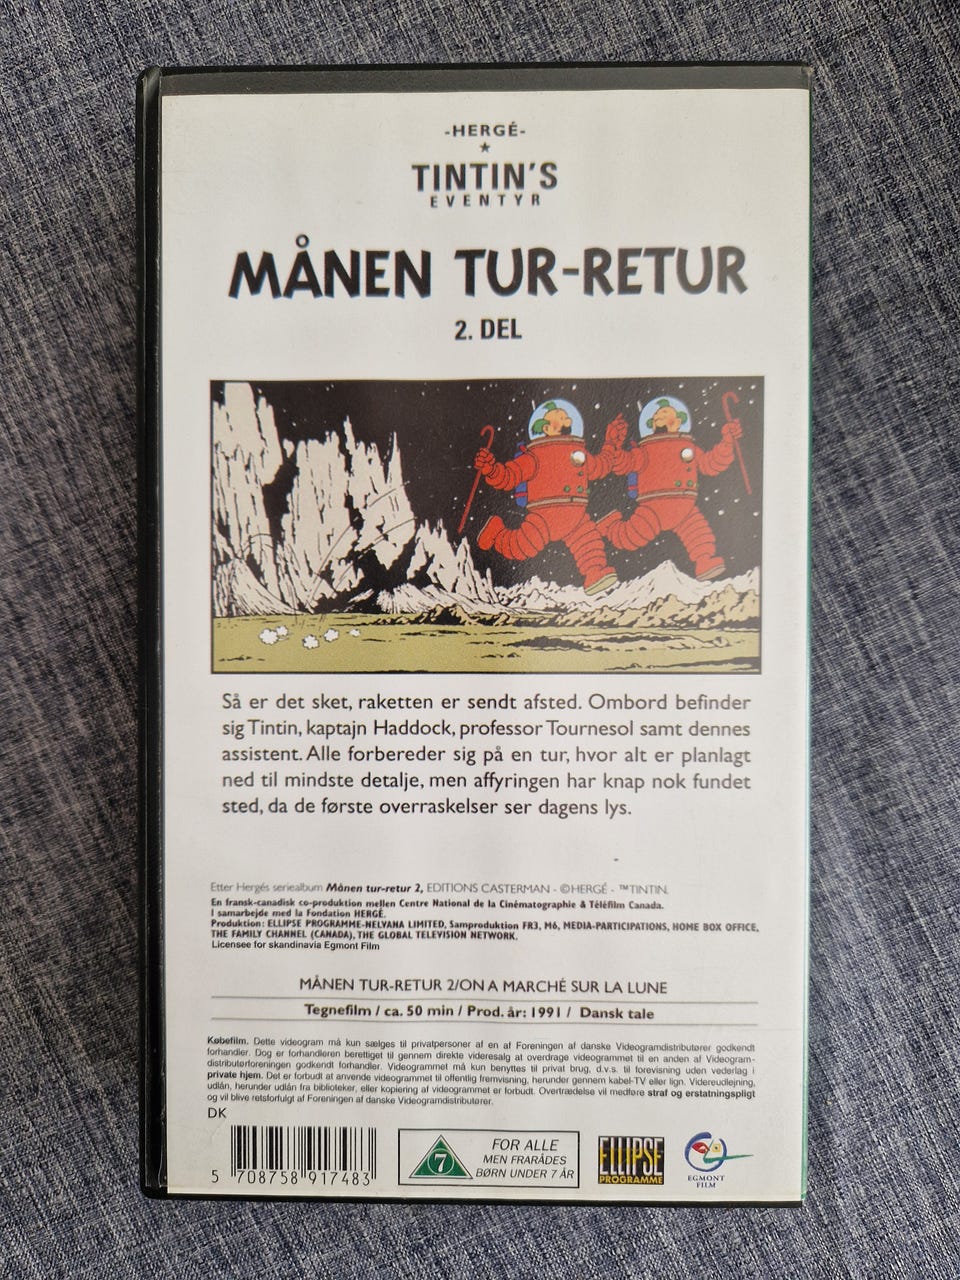 -HERGÉ-
TINTIN'S
EVENTYR
MÅNEN TUR-RETUR
2. DEL
Så er det sket, raketten er sendt afsted. Ombord befinder
sig Tintin, kaptajn Haddock, professor Tournesol samt dennes
assistent. Alle forbereder sig på en tur, hvor alt er planlagt
ned til mindste detalje, men affyringen har knap nok fundet
sted, da de første overraskelser ser dagens lys.
Etter Hergés seriealbum Månen tur-retur 2, EDITIONS CASTERMAN - ©HERGÉ - ™TINTIN.
En fransk-canadisk co-produktion mellen Centre National de la Cinématographie & Téléfilm Canada.
I samarbejde med la Fondation HERGÉ.
Produktion: ELLIPSE PROGRAMME-NELVANA LIMITED, Samproduktion FR3, M6, MEDIA-PARTICIPATIONS, HOME BOX OFFICE,
THE FAMILY CHANNEL (CANADA), THE GLOBAL TELEVISION NETWORK.
Licensee for skandinavia Egmont Film
MÅNEN TUR-RETUR 2/ON A MARCHÉ SUR LA LUNE
Tegnefilm / ca. 50 min / Prod. år: 1991 / Dansk tale
Købefilm. Dette videogram må kun sælges til privatpersoner af en af Foreningen af danske Videogramdistributører godkendt
forhandler. Dog er forhandleren berettiget til gennem direkte videresalg at overdrage videogrammet til en anden af Videogram-
distributørforeningen godkendt forhandler. Videogrammet må kun benyttes til privat brug, d.v.s. til forevisning uden vederlag i
private hjem. Det er forbudt at anvende videogrammet til offentlig fremvisning, herunder gennem kabel-TV eller lign. Videreudlejning,
udlån, herunder udlån fra biblioteker, eller kopiering af videogrammet er forbudt. Overtrædelse vil medføre straf og erstatningspligt
og vil blive retsforfulgt af Foreningen af danske Videogramdistributører.
DK
5 708758 917483
7
FOR ALLE
MEN FRARÅDES
BØRN UNDER 7 ÅR
ELLIPSE
PROGRAMME
EGMONT
FILM